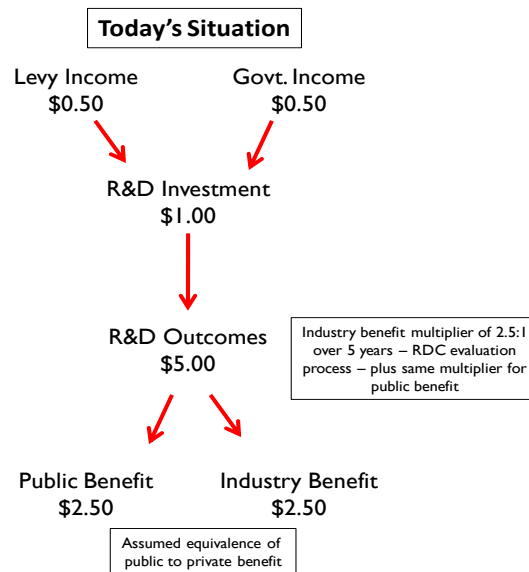 Today's Situation
Levy Income
$0.50
Govt. Income
$0.50
R&D Investment
$1.00
R&D Outcomes
$5.00
Industry benefit multiplier of 2.5:1
over 5 years – RDC evaluation
process – plus same multiplier for
public benefit
Public Benefit
$2.50
Industry Benefit
$2.50
Assumed equivalence of
public to private benefit